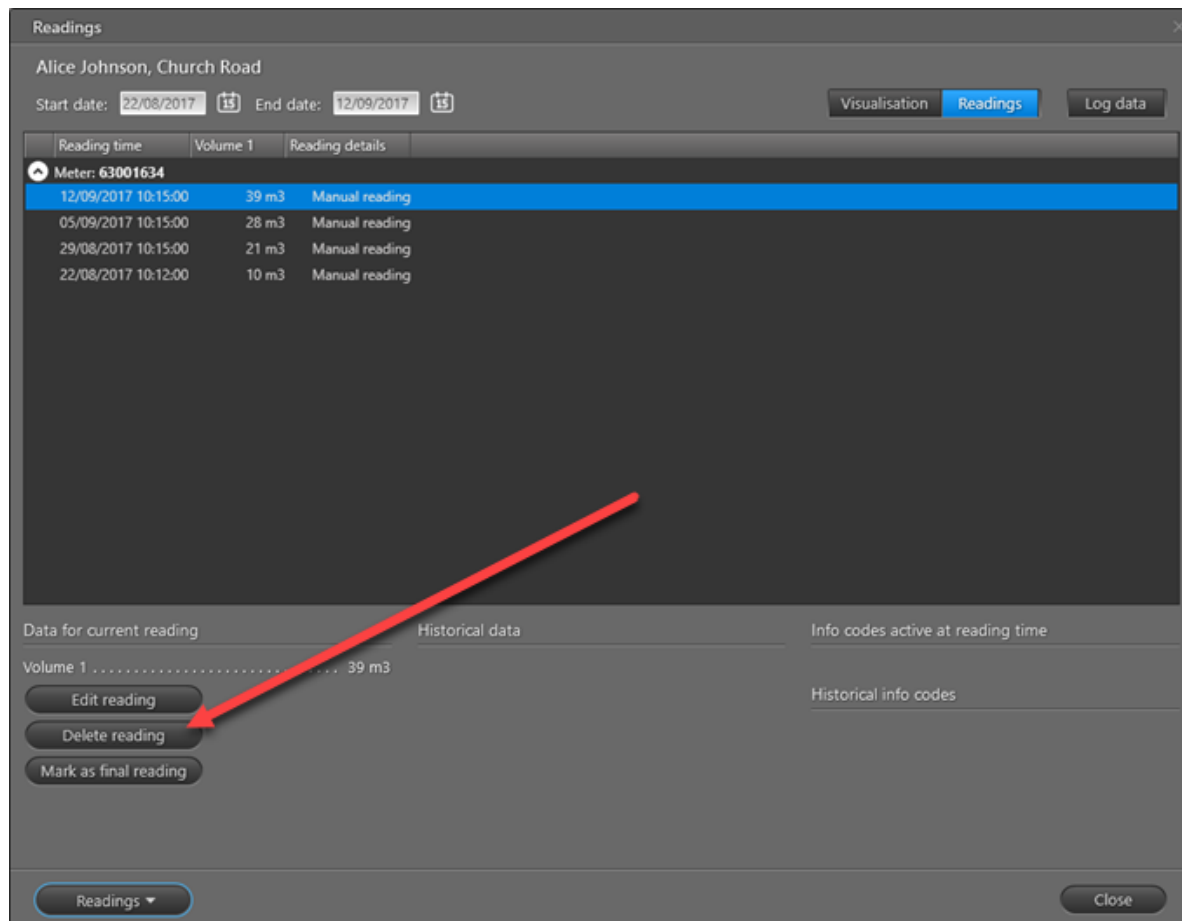 Readings
Alice Johnson, Church Road
Start date: 22/08/2017 15 End date: 12/09/2017 15 Visualisation Readings Log data
Reading time Volume 1 Reading details
Meter: 63001634
12/09/2017 10:15:00 39 m3 Manual reading
05/09/2017 10:15:00 28 m3 Manual reading
29/08/2017 10:15:00 21 m3 Manual reading
22/08/2017 10:12:00 10 m3 Manual reading
Data for current reading Historical data Info codes active at reading time
Volume 1 .............................. 39 m3
Edit reading Historical info codes
Delete reading
Mark as final reading
Readings Close